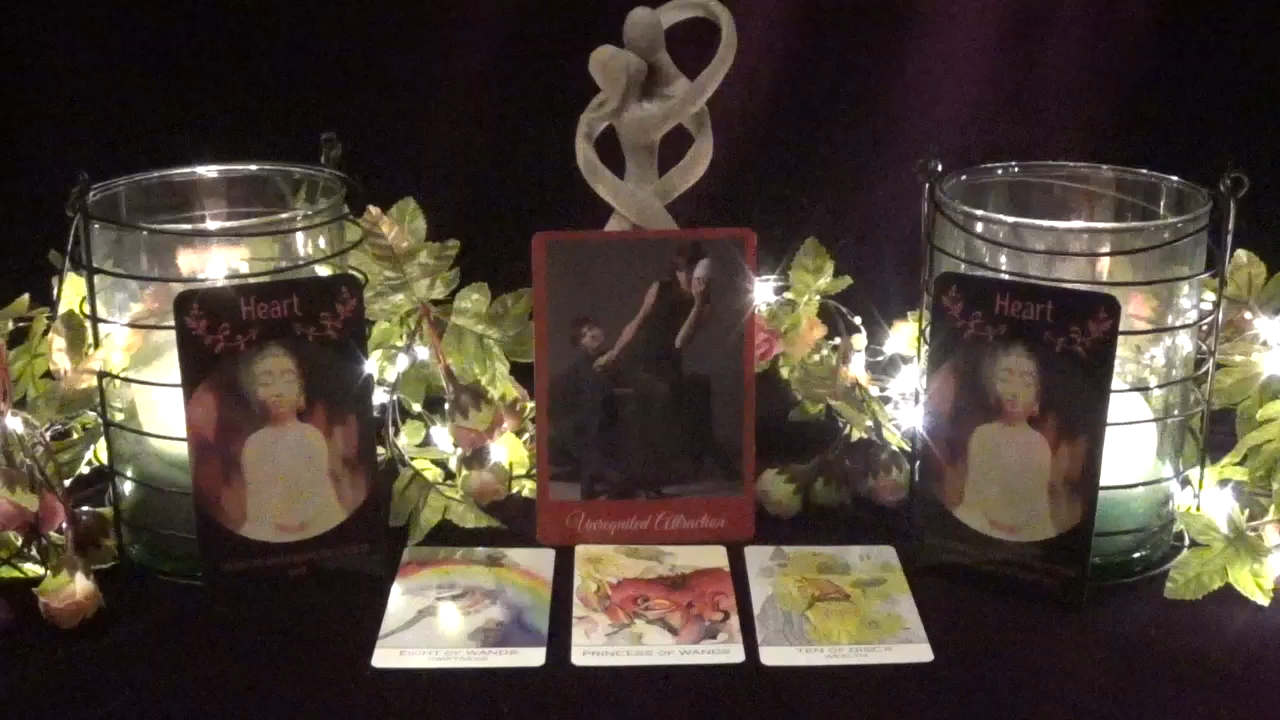 Heart
Heart
Unrequited Attraction
EIGHT OF WANDS
PRINCESS OF WANDS
TEN OF DISCS
WEALTH